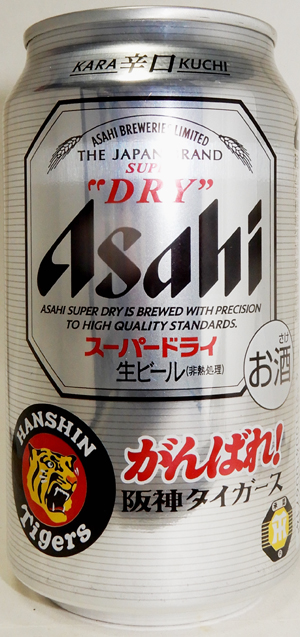 KARA 辛口 KUCHI
ASAHI BREWERIES LIMITED
THE JAPAN BRAND
SUPER
"DRY"
Asahi
ASAHI SUPER DRY IS BREWED WITH PRECISION
TO HIGH QUALITY STANDARDS.
スーパードライ
生ビール(非熱処理)
さけ
お酒
HANSHIN
Tigers
がんばれ!
阪神タイガース